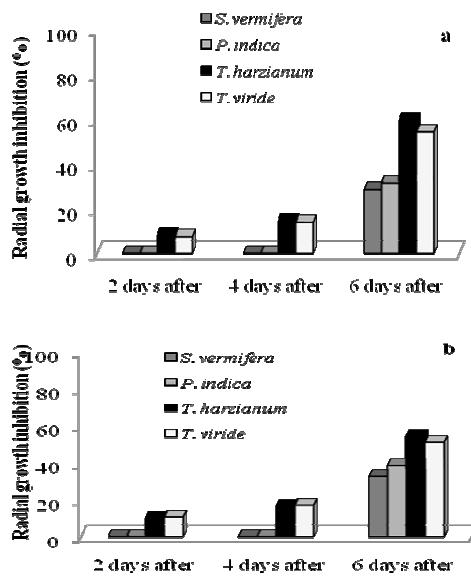 a
100
80
60
40
20
0
Radial growth inhibition (%)
S. vermifera
P. indica
T. harzianum
T. viride
2 days after 4 days after 6 days after
b
100
80
60
40
20
0
Radial growth inhibition (%)
S. vermifera
P. indica
T. harzianum
T. viride
2 days after 4 days after 6 days after